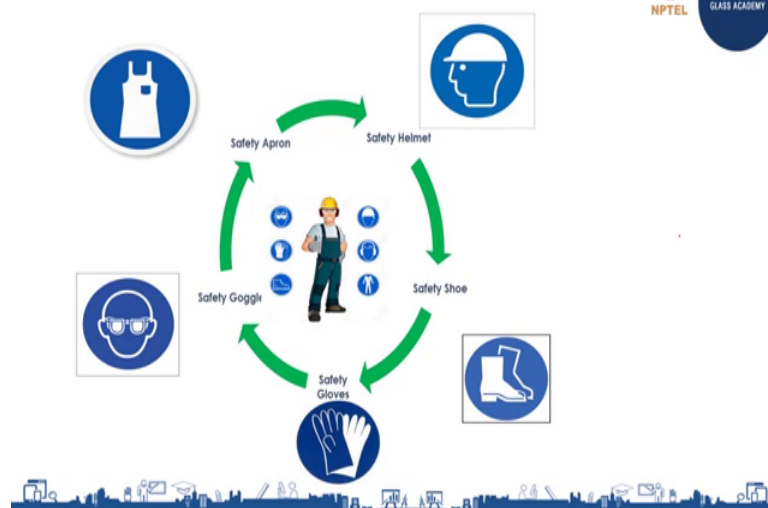 NPTEL
GLASS ACADEMY
Safety Apron
Safety Helmet
Safety Goggle
Safety Shoe
Safety
Gloves